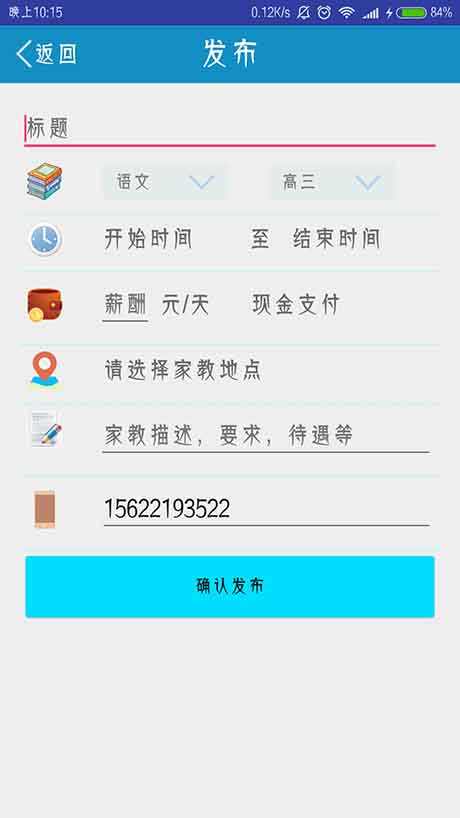 晚上10:15 0.12K/s 84%
返回 发布
标题
语文 高三
开始时间 至 结束时间
薪酬 元/天 现金支付
请选择家教地点
家教描述，要求，待遇等
15622193522
确认发布